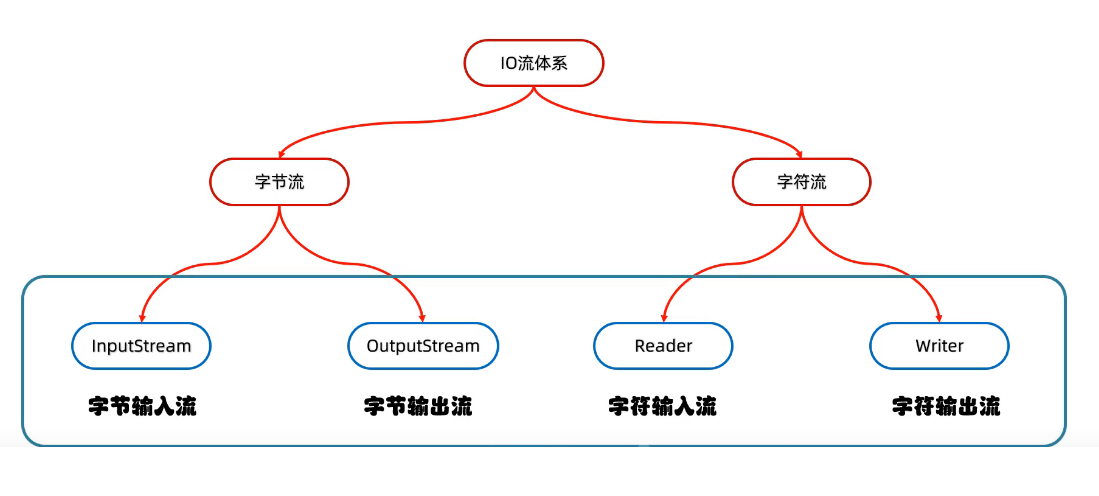 IO流体系
字节流
字符流
InputStream
OutputStream
Reader
Writer
字节输入流
字节输出流
字符输入流
字符输出流